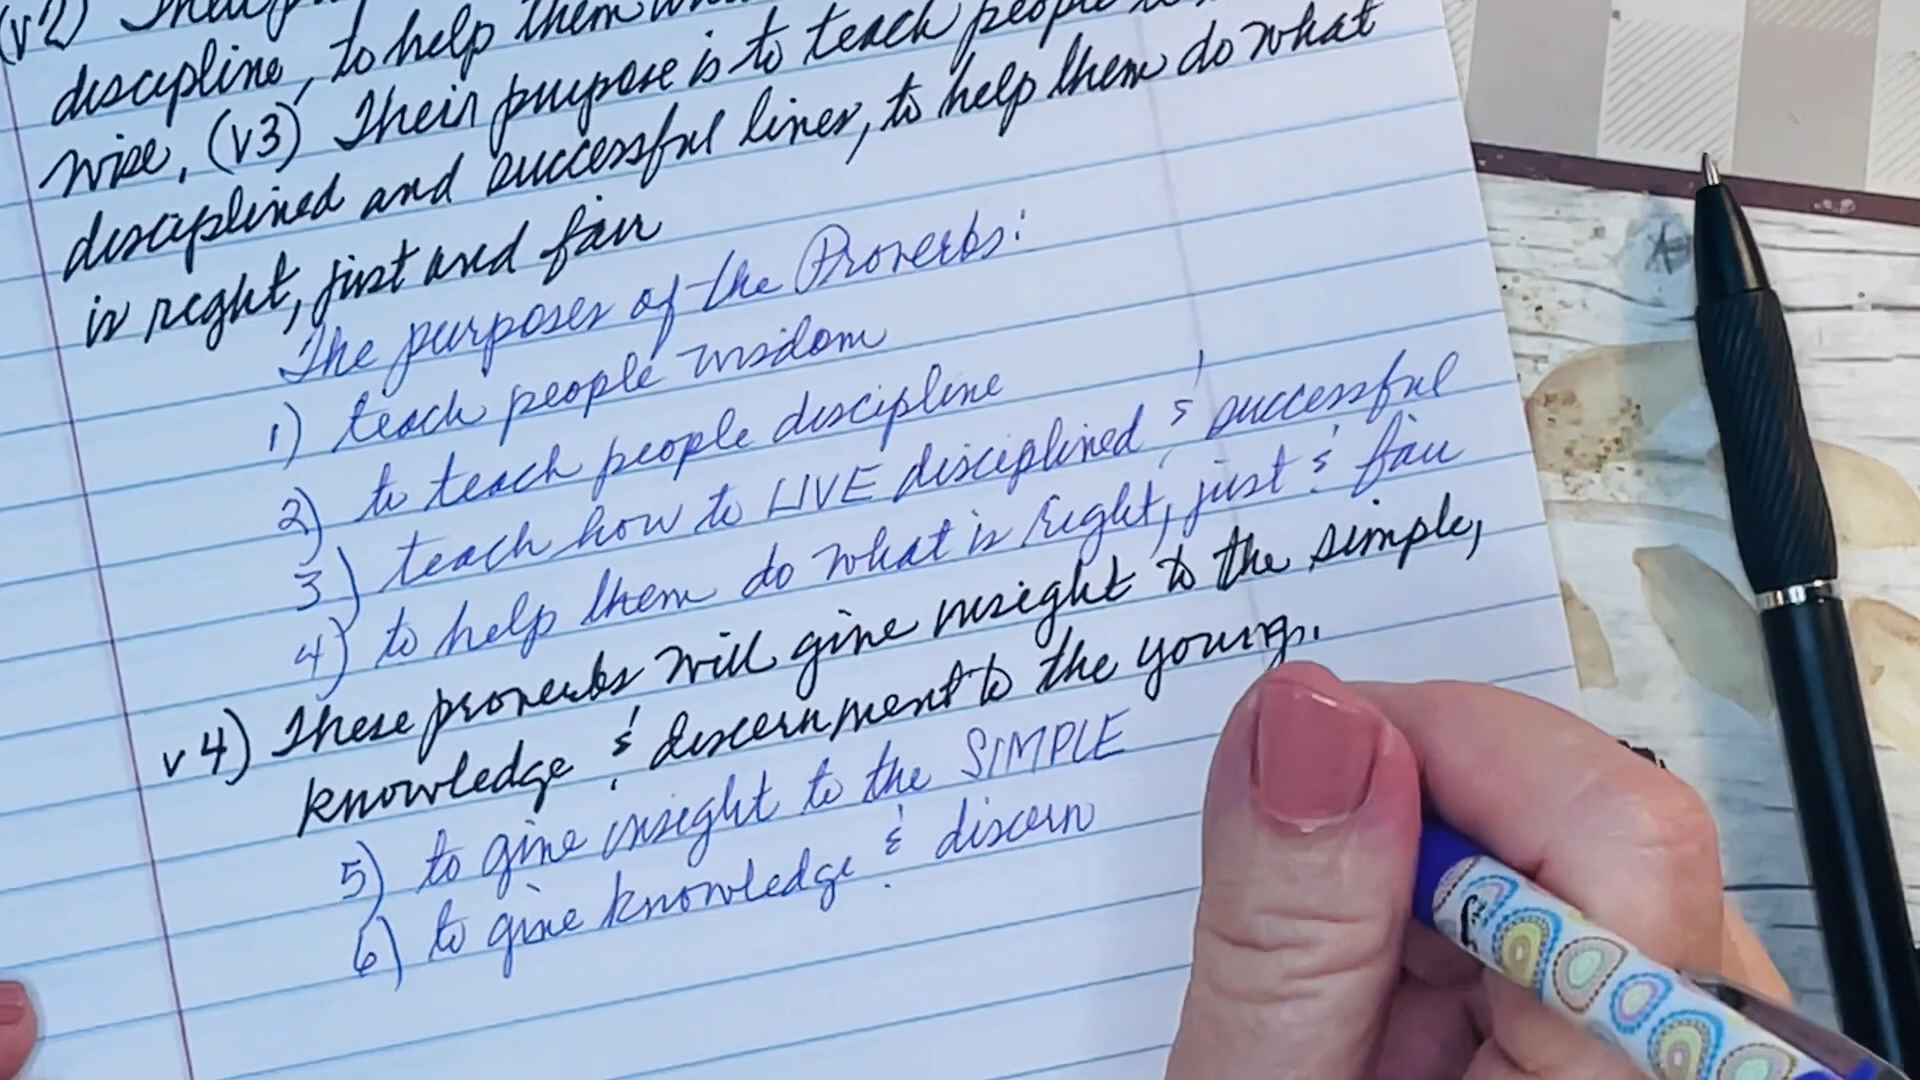 (v2) Their
discipline, to help them
wise. (v3) Their purpose is to teach people
disciplined and successful lives, to help them do what
is right, just and fair
The purposes of the Proverbs:
1) teach people wisdom
2) to teach people discipline
3) teach how to LIVE disciplined & successful
4) to help them do what is Right, just & fair
v4) These proverbs will give insight to the simple,
knowledge & discernment to the young.
5) to give insight to the SIMPLE
6) to give knowledge & discern